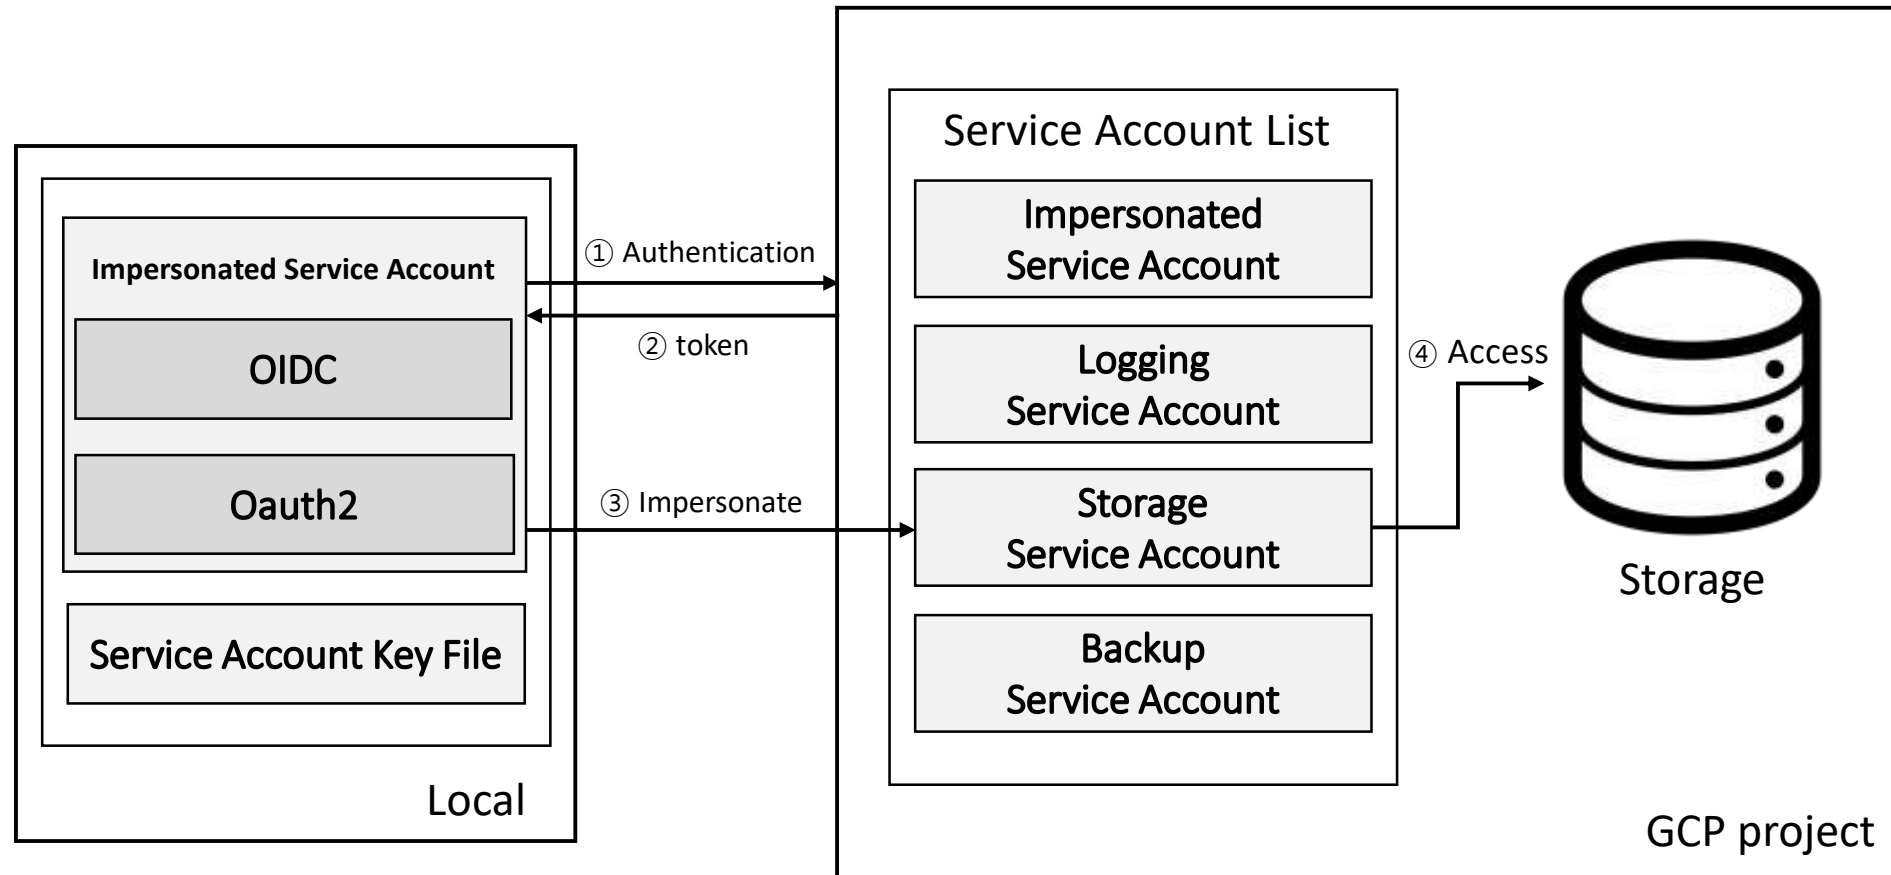 Impersonated Service Account
OIDC
Oauth2
Service Account Key File
Local
① Authentication
② token
③ Impersonate
Service Account List
Impersonated
Service Account
Logging
Service Account
Storage
Service Account
Backup
Service Account
④ Access
Storage
GCP project